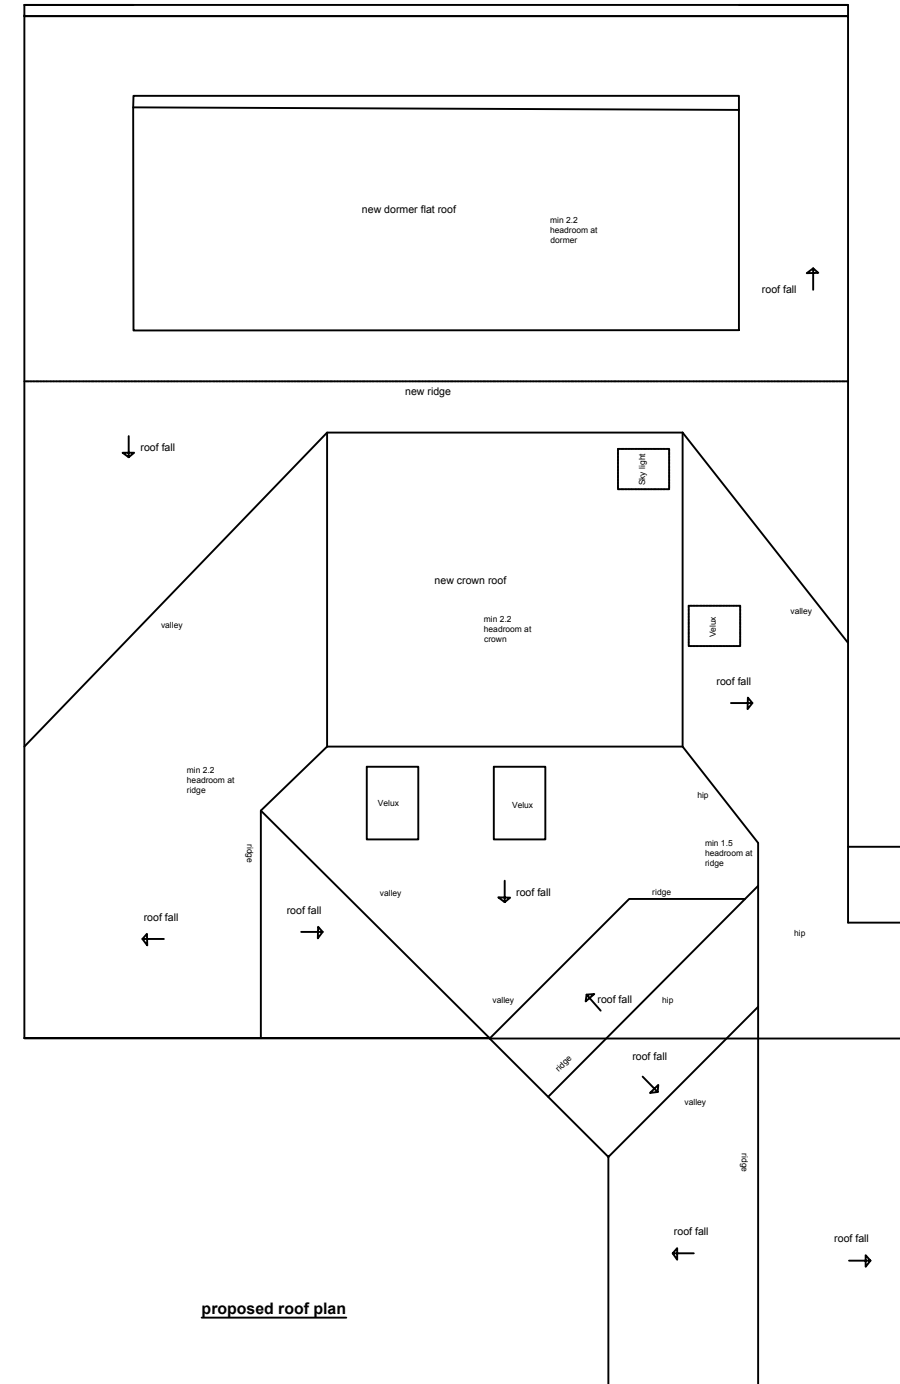 new dormer flat roof
min 2.2
headroom at
dormer
roof fall
new ridge
roof fall
Sky light
new crown roof
min 2.2
headroom at
crown
Velux
valley
valley
roof fall
min 2.2
headroom at
ridge
Velux
Velux
hip
ridge
min 1.5
headroom at
ridge
valley
roof fall
ridge
roof fall
roof fall
hip
valley
roof fall
hip
ridge
roof fall
valley
ridge
roof fall
roof fall
proposed roof plan